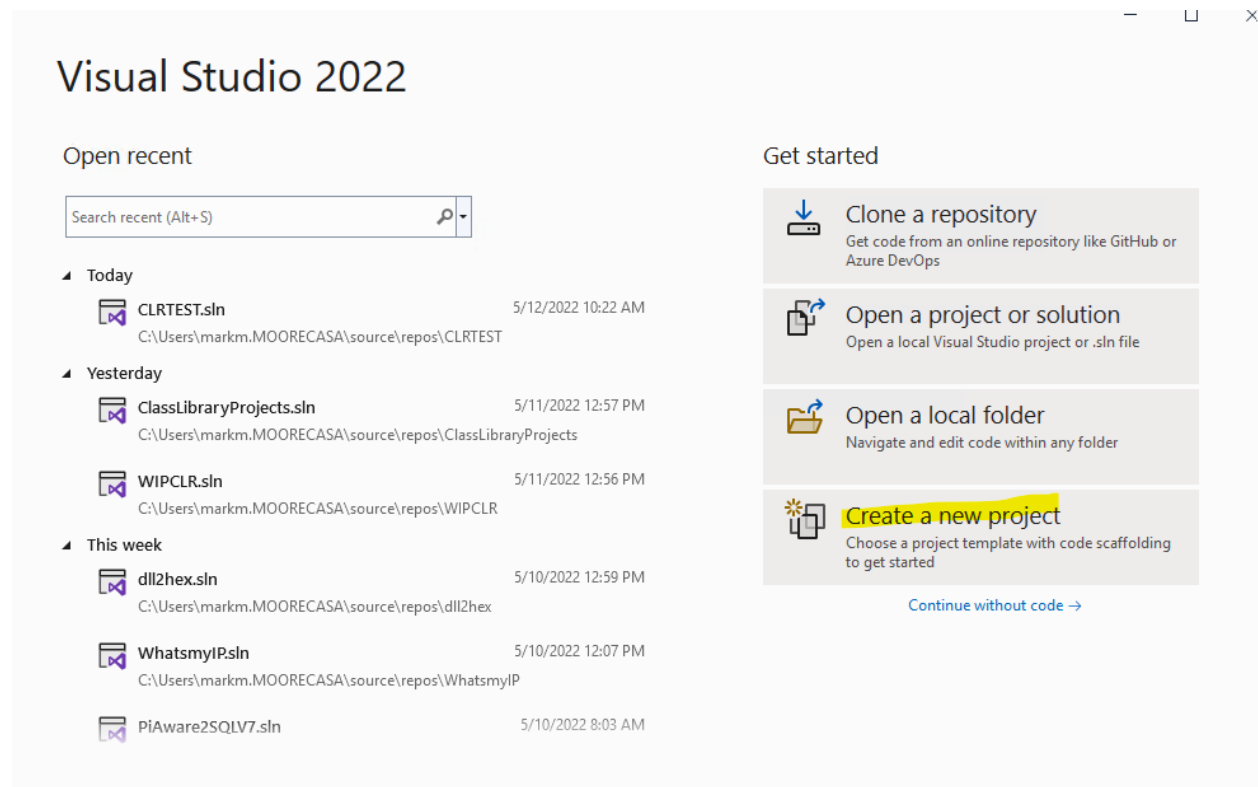 Visual Studio 2022
Open recent
Search recent (Alt+S)
Today
CLRTEST.sln 5/12/2022 10:22 AM
C:\Users\markm.MOORECASA\source\repos\CLRTEST
Yesterday
ClassLibraryProjects.sln 5/11/2022 12:57 PM
C:\Users\markm.MOORECASA\source\repos\ClassLibraryProjects
WIPCLR.sln 5/11/2022 12:56 PM
C:\Users\markm.MOORECASA\source\repos\WIPCLR
This week
dll2hex.sln 5/10/2022 12:59 PM
C:\Users\markm.MOORECASA\source\repos\dll2hex
WhatsmyIP.sln 5/10/2022 12:07 PM
C:\Users\markm.MOORECASA\source\repos\WhatsmyIP
PiAware2SQLV7.sln 5/10/2022 8:03 AM
Get started
Clone a repository
Get code from an online repository like GitHub or
Azure DevOps
Open a project or solution
Open a local Visual Studio project or .sln file
Open a local folder
Navigate and edit code within any folder
Create a new project
Choose a project template with code scaffolding
to get started
Continue without code →